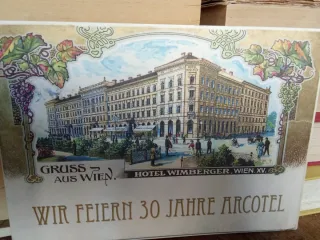 GRUSS
AUS WIEN.
HOTEL WIMBERGER, WIEN XV.
WIR FEIERN 30 JAHRE ARCOTEL